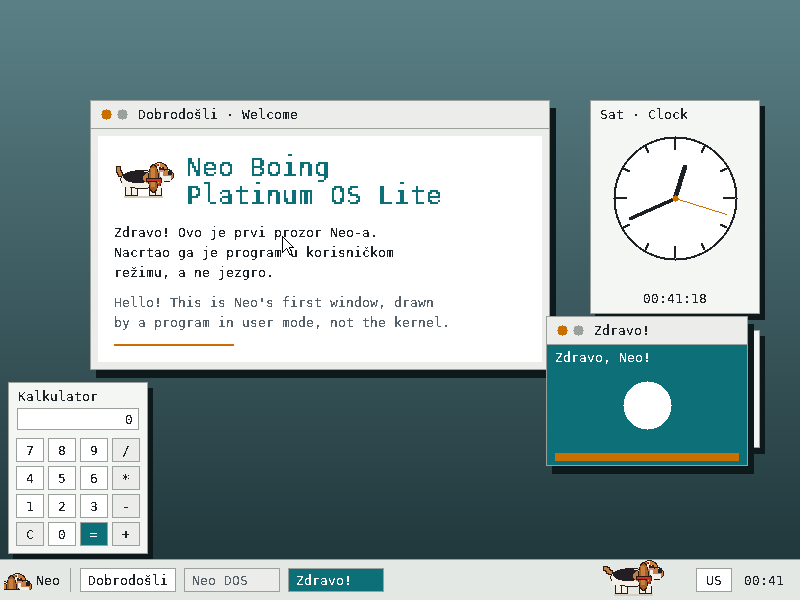 Dobrodošli · Welcome
Neo Boing
Platinum OS Lite
Zdravo! Ovo je prvi prozor Neo-a.
Nacrtao ga je program u korisničkom
režimu, a ne jezgro.
Hello! This is Neo's first window, drawn
by a program in user mode, not the kernel.
Sat · Clock
00:41:18
Zdravo!
Zdravo, Neo!
Kalkulator
0
7 8 9 /
4 5 6 *
1 2 3 -
C 0 = +
Neo Dobrodošli Neo DOS Zdravo! US 00:41